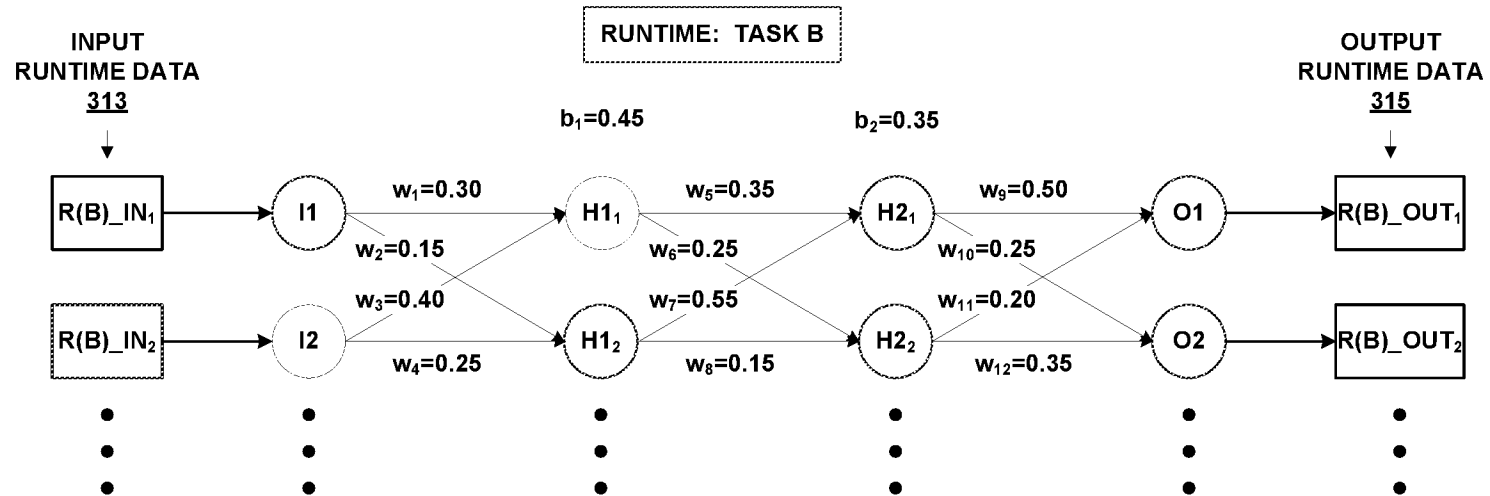 RUNTIME: TASK B
INPUT
RUNTIME DATA
313
OUTPUT
RUNTIME DATA
315
b₁=0.45
b₂=0.35
R(B)_IN₁
I1
w₁=0.30
H1₁
w₅=0.35
H2₁
w₉=0.50
O1
R(B)_OUT₁
w₂=0.15
w₆=0.25
w₁₀=0.25
w₃=0.40
w₇=0.55
w₁₁=0.20
R(B)_IN₂
I2
w₄=0.25
H1₂
w₈=0.15
H2₂
w₁₂=0.35
O2
R(B)_OUT₂